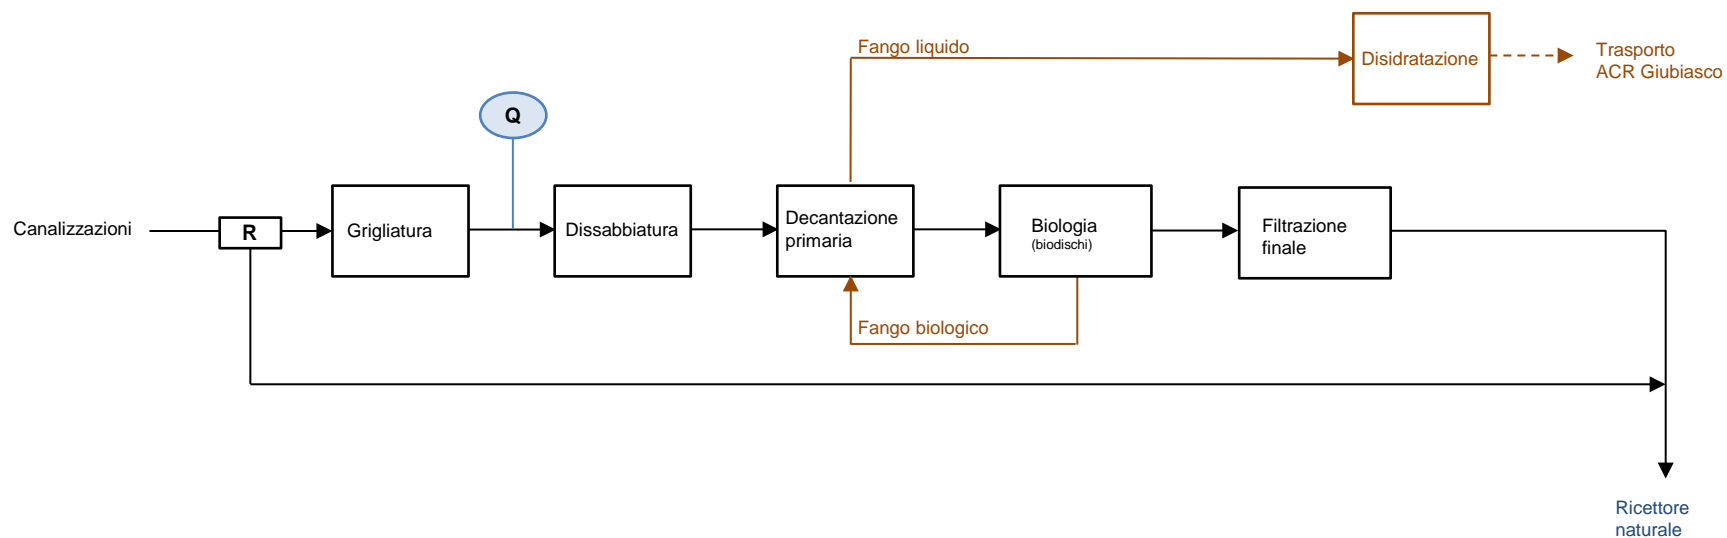 Fango liquido
Disidratazione
Trasporto
ACR Giubiasco
Q
Canalizzazioni
R
Grigliatura
Dissabbiatura
Decantazione
primaria
Biologia
(biodischi)
Filtrazione
finale
Fango biologico
Ricettore
naturale